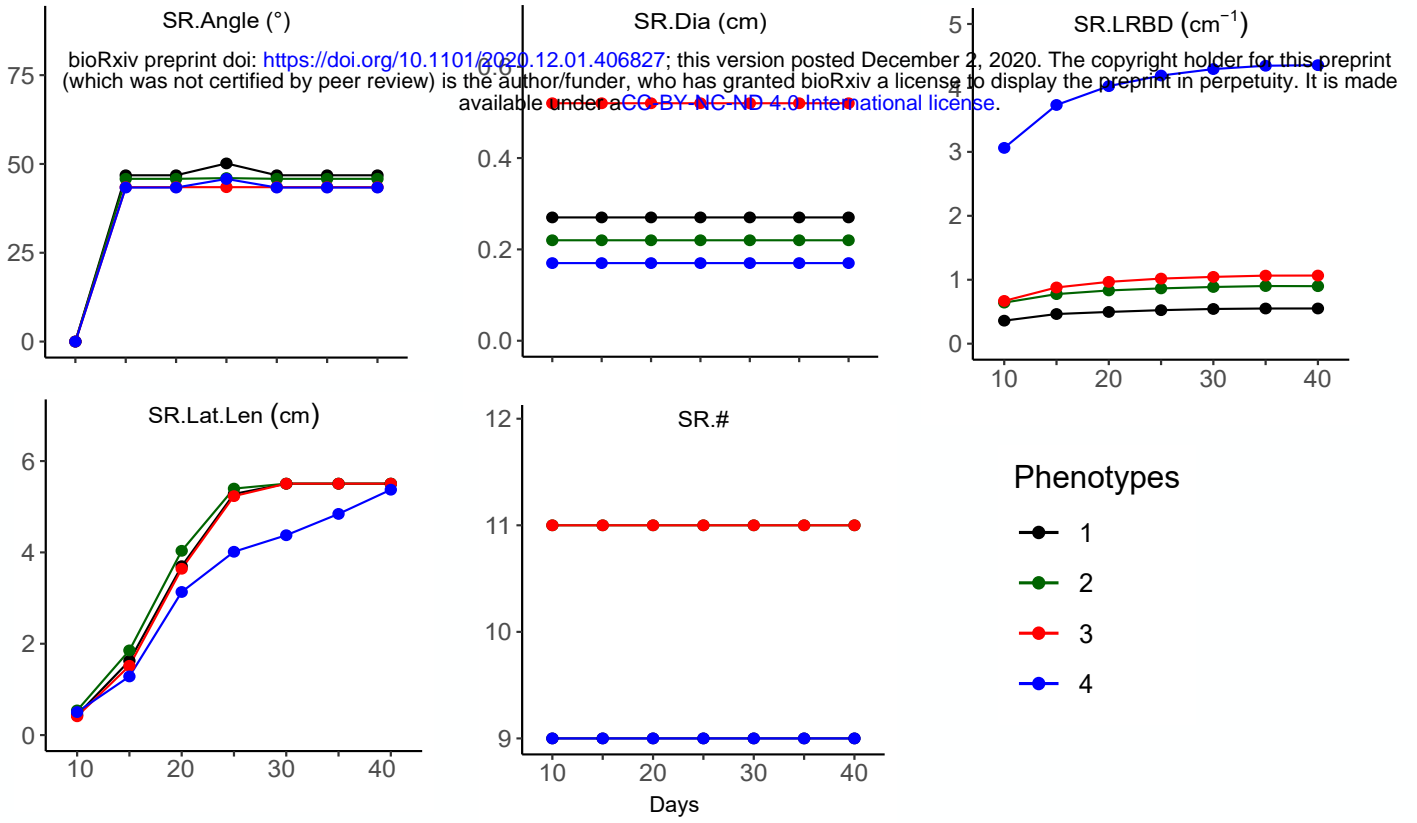 SR.Angle (°)
SR.Dia (cm)
SR.LRBD (cm⁻¹)
bioRxiv preprint doi: https://doi.org/10.1101/2020.12.01.406827; this version posted December 2, 2020. The copyright holder for this preprint
(which was not certified by peer review) is the author/funder, who has granted bioRxiv a license to display the preprint in perpetuity. It is made
available under aCC-BY-NC-ND 4.0 International license.
75
50
25
0
0.6
0.4
0.2
0.0
5
4
3
2
1
0
10 20 30 40
SR.Lat.Len (cm)
6
4
2
0
10 20 30 40
SR.#
12
11
10
9
10 20 30 40
Days
Phenotypes
1
2
3
4